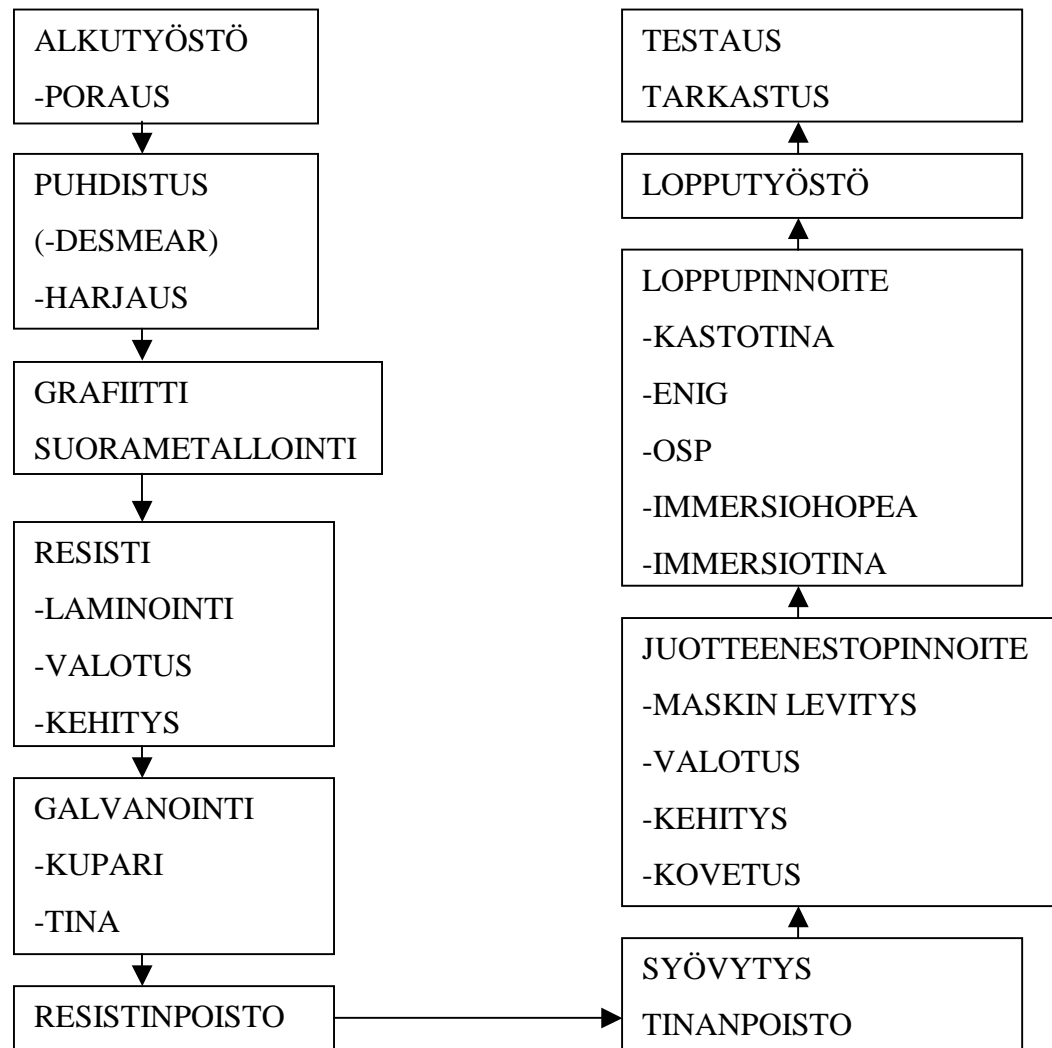 ALKUTYÖSTÖ
-PORAUS
PUHDISTUS
(-DESMEAR)
-HARJAUS
GRAFIITTI
SUORAMETALLOINTI
RESISTI
-LAMINOINTI
-VALOTUS
-KEHITYS
GALVANOINTI
-KUPARI
-TINA
RESISTINPOISTO
SYÖVYTYS
TINANPOISTO
JUOTTEENESTOPINNOITE
-MASKIN LEVITYS
-VALOTUS
-KEHITYS
-KOVETUS
LOPPUPINNOITE
-KASTOTINA
-ENIG
-OSP
-IMMERSIOHOPEA
-IMMERSIOTINA
LOPPUTYÖSTÖ
TESTAUS
TARKASTUS